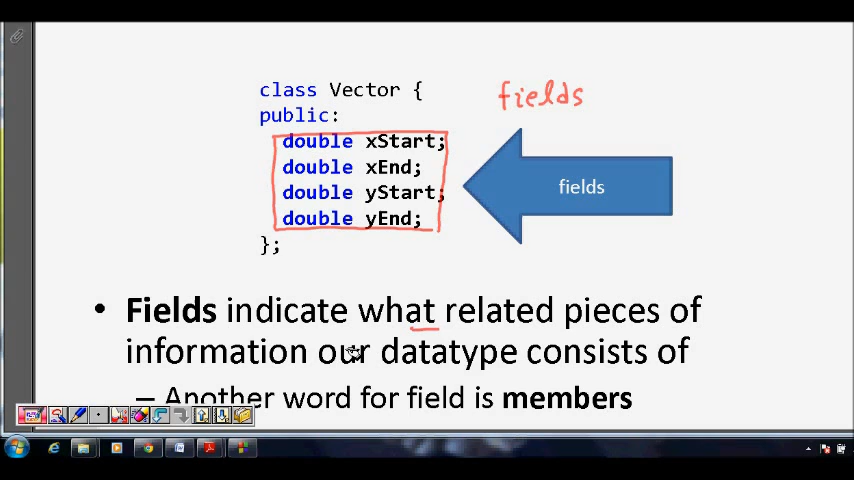 class Vector {
fields
public:
double xStart;
double xEnd;
double yStart;
fields
double yEnd;
};
• Fields indicate what related pieces of
information our datatype consists of
– Another word for field is members